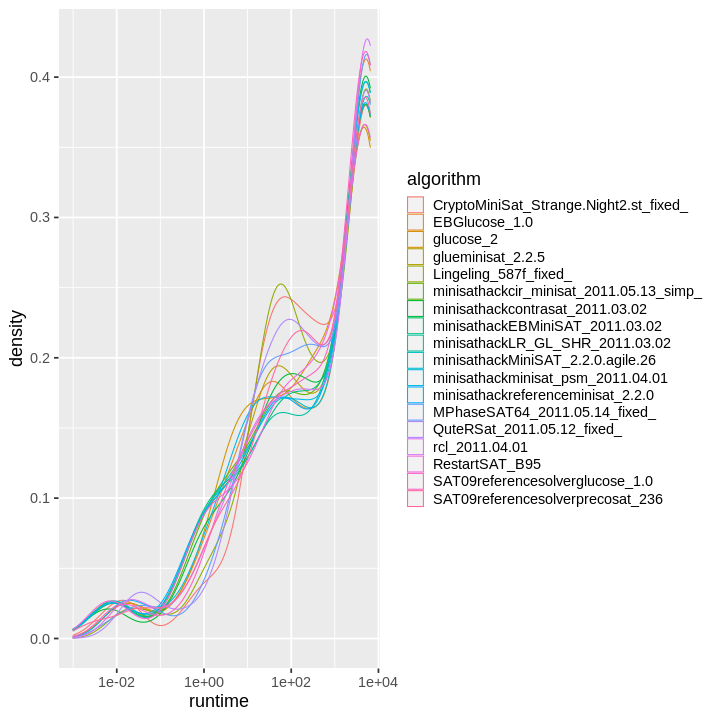 0.4
0.3
0.2
0.1
0.0
density
1e-02 1e+00 1e+02 1e+04
runtime
algorithm
CryptoMiniSat_Strange.Night2.st_fixed_
EBGlucose_1.0
glucose_2
glueminisat_2.2.5
Lingeling_587f_fixed_
minisathackcir_minisat_2011.05.13_simp_
minisathackcontrasat_2011.03.02
minisathackEBMiniSAT_2011.03.02
minisathackLR_GL_SHR_2011.03.02
minisathackMiniSAT_2.2.0.agile.26
minisathackminisat_psm_2011.04.01
minisathackreferenceminisat_2.2.0
MPhaseSAT64_2011.05.14_fixed_
QuteRSat_2011.05.12_fixed_
rcl_2011.04.01
RestartSAT_B95
SAT09referencesolverglucose_1.0
SAT09referencesolverprecosat_236